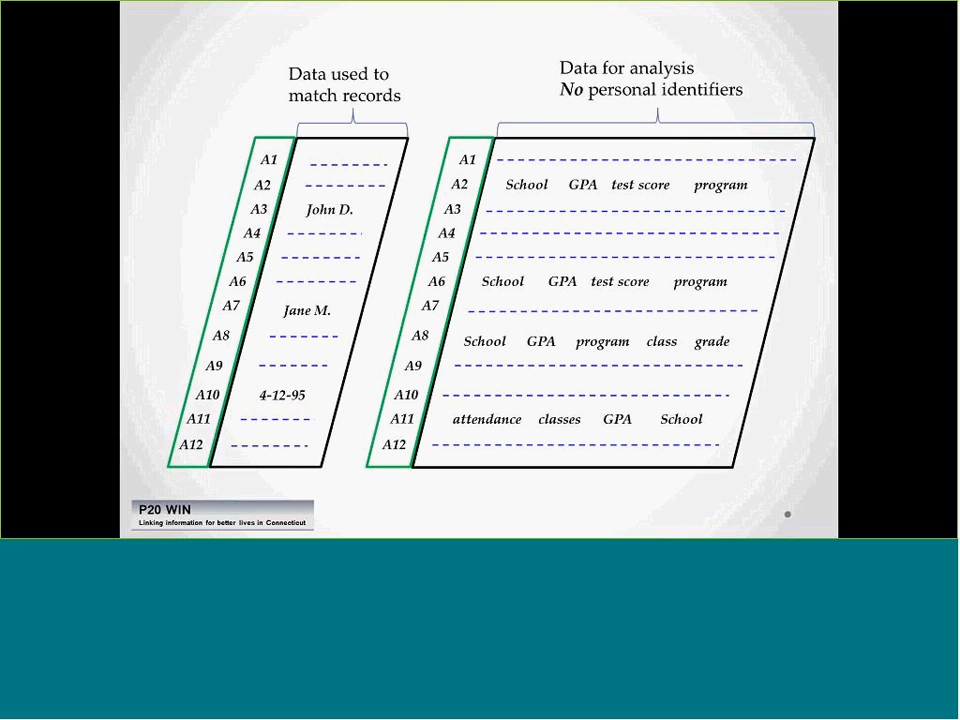 Data used to
match records
A1
A2
A3 John D.
A4
A5
A6
A7 Jane M.
A8
A9
A10 4-12-95
A11
A12
Data for analysis
No personal identifiers
A1
A2 School GPA test score program
A3
A4
A5
A6 School GPA test score program
A7
A8 School GPA program class grade
A9
A10
A11 attendance classes GPA School
A12
P20 WIN
Linking information for better lives in Connecticut